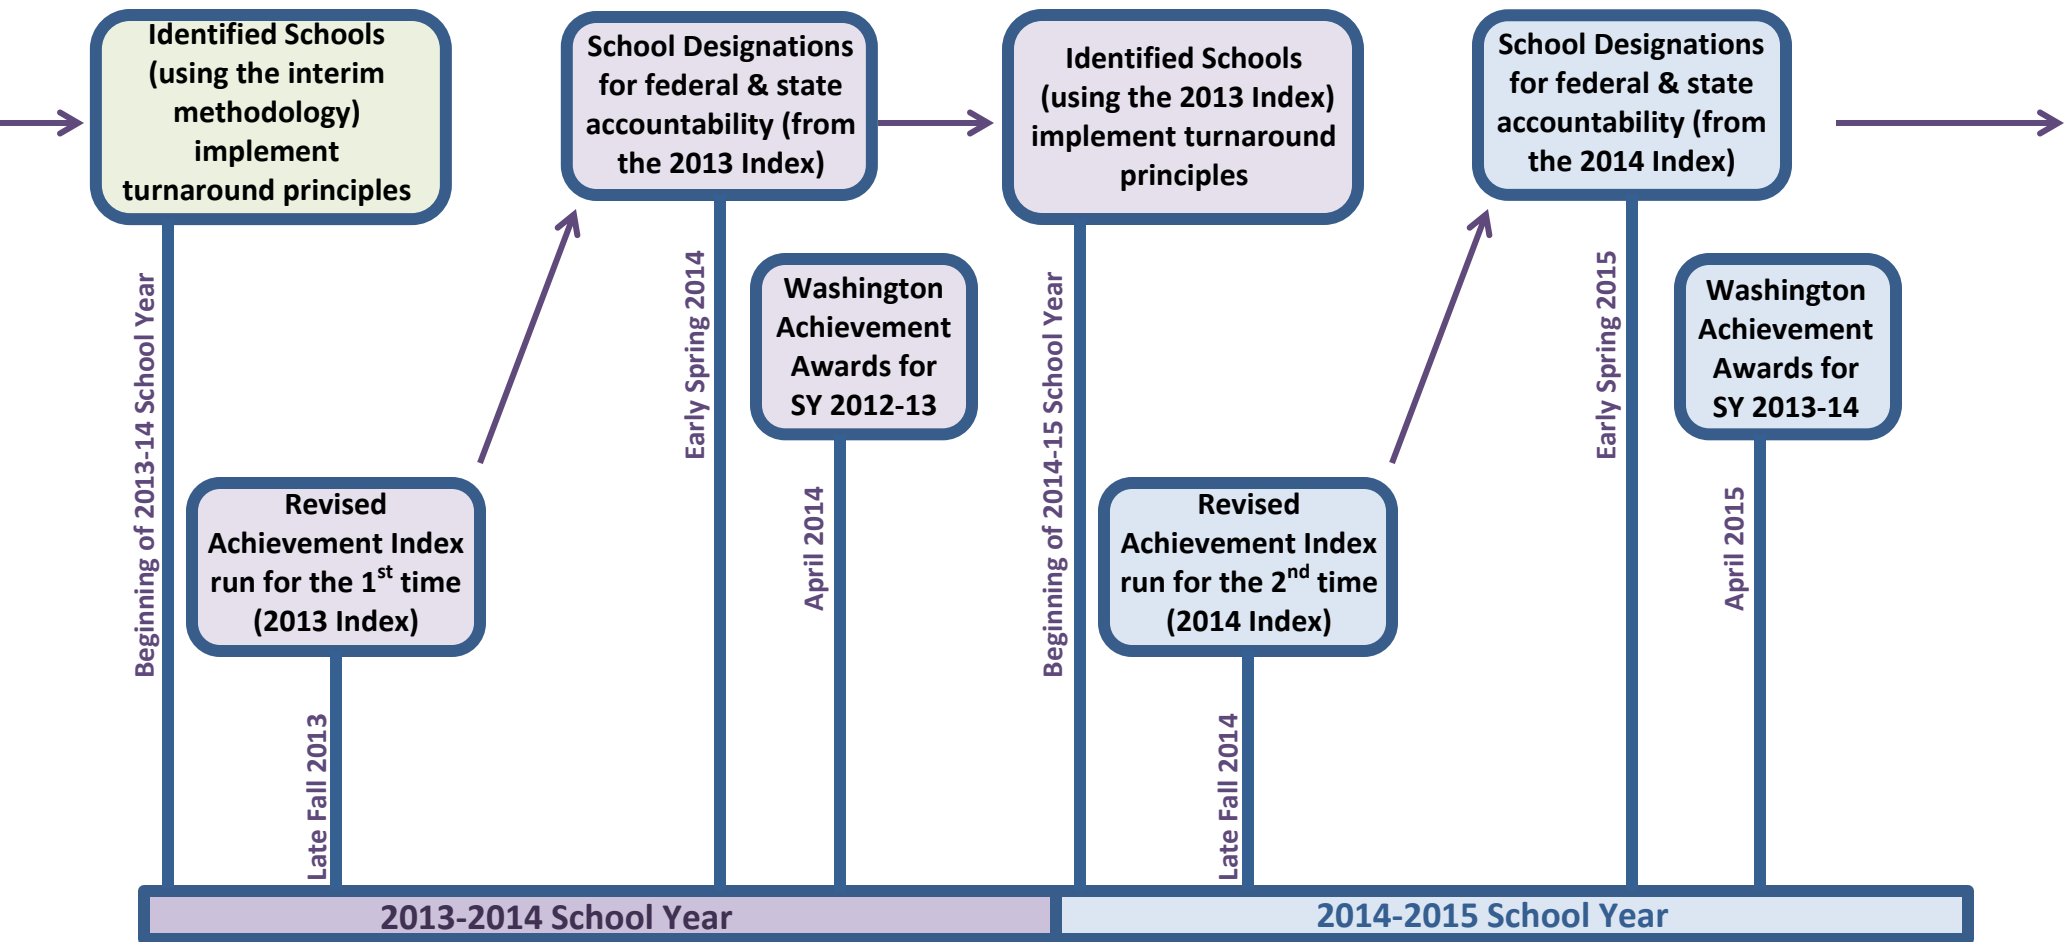 Identified Schools
(using the interim
methodology)
implement
turnaround principles
School Designations
for federal & state
accountability (from
the 2013 Index)
Identified Schools
(using the 2013 Index)
implement turnaround
principles
School Designations
for federal & state
accountability (from
the 2014 Index)
Beginning of 2013-14 School Year
Revised
Achievement Index
run for the 1st time
(2013 Index)
Late Fall 2013
Early Spring 2014
Washington
Achievement
Awards for
SY 2012-13
April 2014
Beginning of 2014-15 School Year
Revised
Achievement Index
run for the 2nd time
(2014 Index)
Late Fall 2014
Early Spring 2015
Washington
Achievement
Awards for
SY 2013-14
April 2015
2013-2014 School Year
2014-2015 School Year